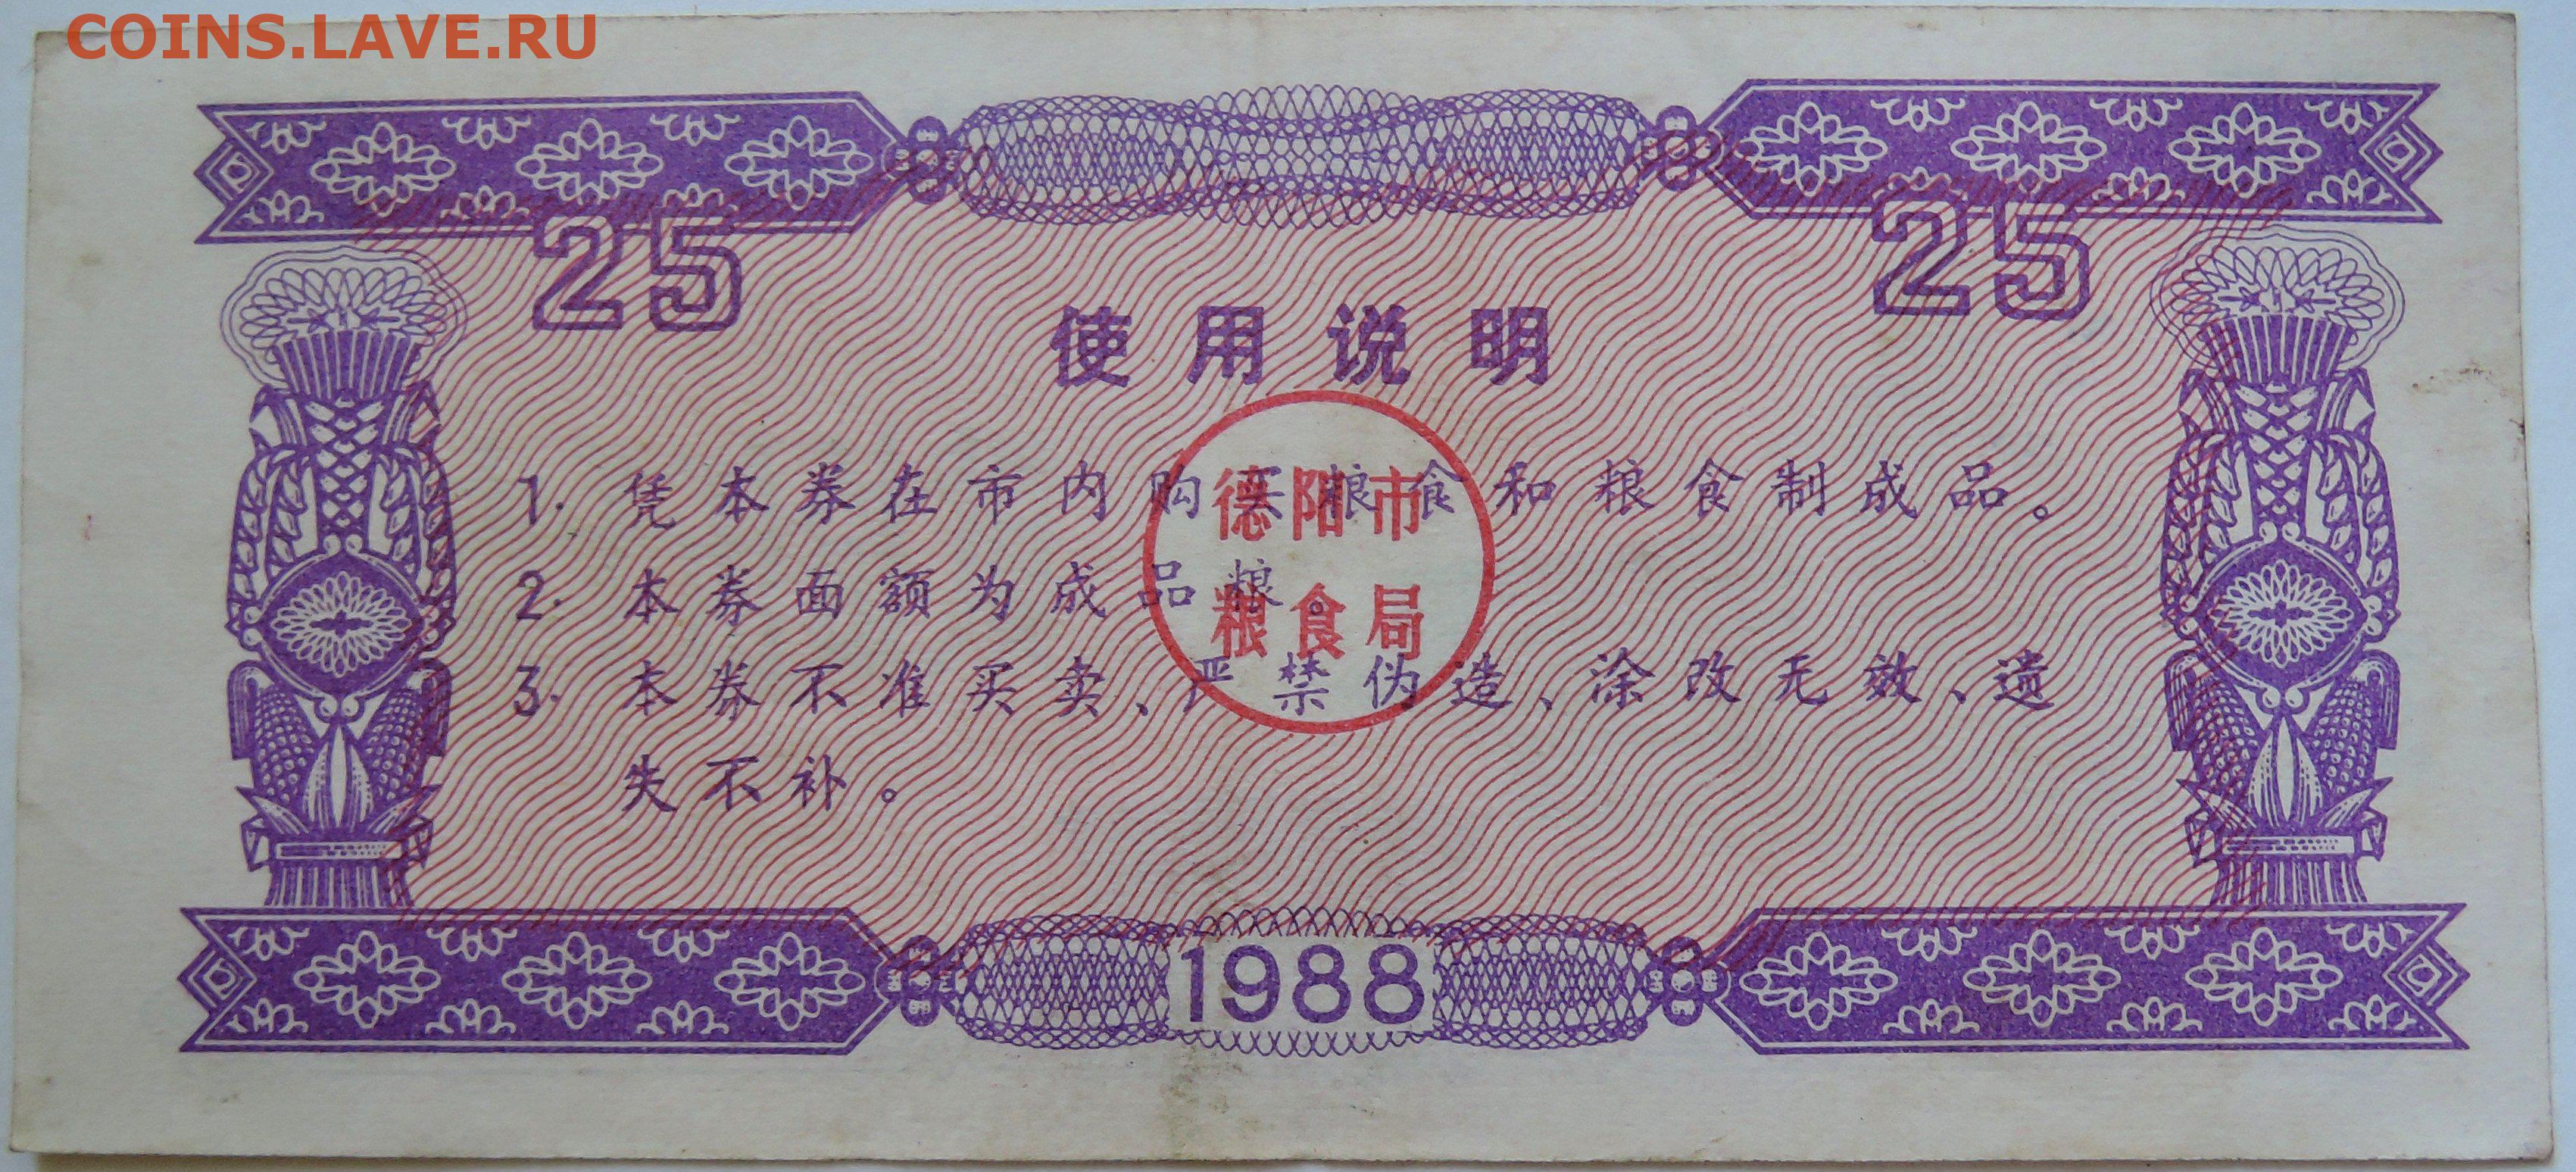 COINS.LAVE.RU
25 25
使用说明
1. 凭本券在市内购买粮食和粮食制成品。
2. 本券面额为成品粮。
3. 本券不准买卖、严禁伪造、涂改无效、遗
失不补。
德阳市
粮食局
1988